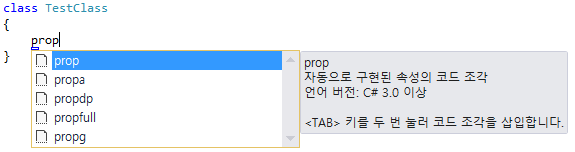 class TestClass
{
prop
}
prop
propa
propdp
propfull
propg
prop
자동으로 구현된 속성의 코드 조각
언어 버전: C# 3.0 이상
<TAB> 키를 두 번 눌러 코드 조각을 삽입합니다.